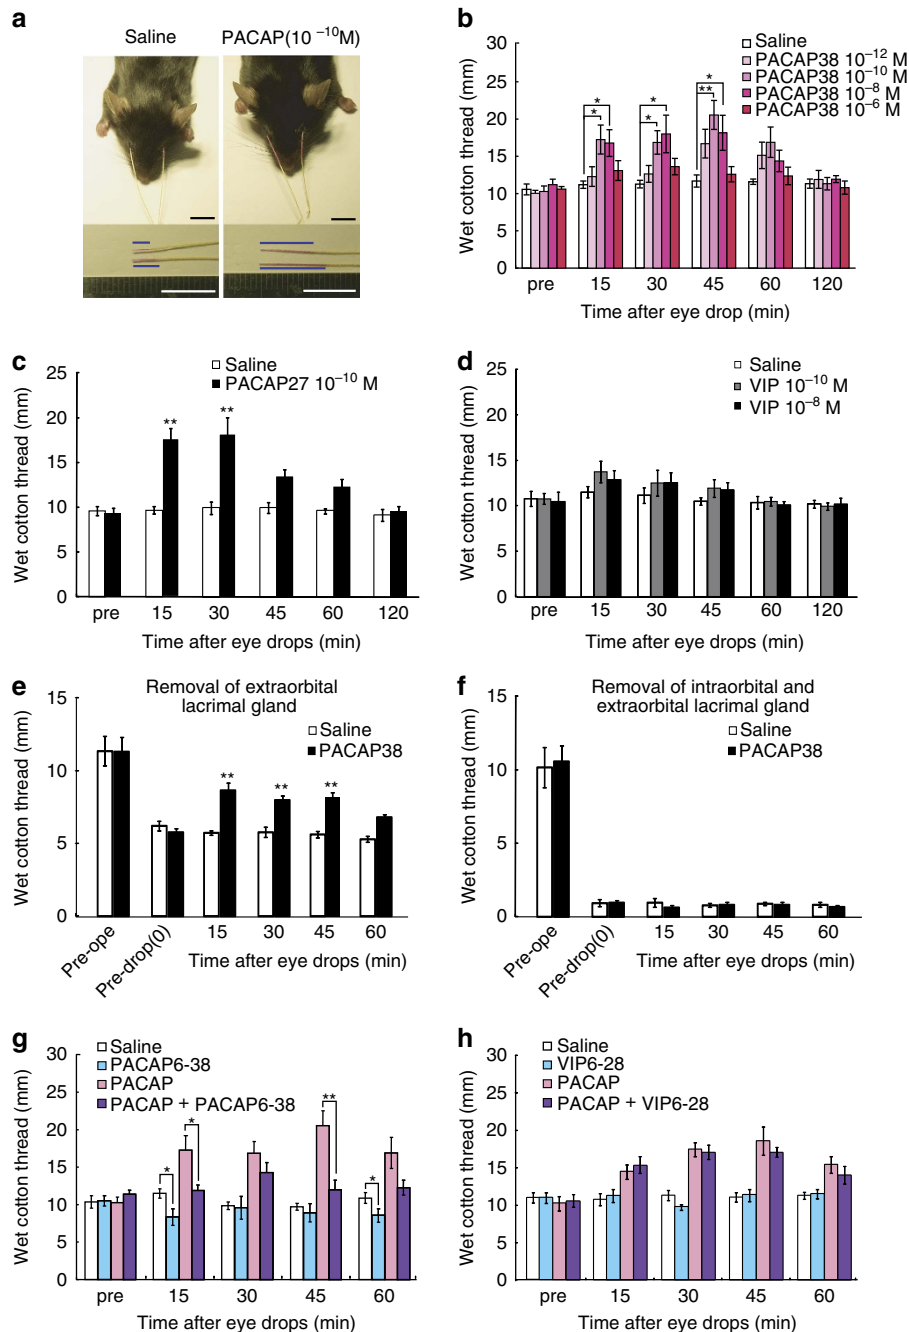 a
Saline
PACAP(10 −10M)
b
Wet cotton thread (mm)
30
25
20
15
10
5
0
Saline
PACAP38 10−12 M
PACAP38 10−10 M
PACAP38 10−8 M
PACAP38 10−6 M
*
*
*
*
*
**
pre 15 30 45 60 120
Time after eye drop (min)
c
Wet cotton thread (mm)
25
20
15
10
5
0
Saline
PACAP27 10−10 M
**
**
pre 15 30 45 60 120
Time after eye drops (min)
d
Wet cotton thread (mm)
25
20
15
10
5
0
Saline
VIP 10−10 M
VIP 10−8 M
pre 15 30 45 60 120
Time after eye drops (min)
e
Removal of extraorbital
lacrimal gland
Wet cotton thread (mm)
15
10
5
0
Saline
PACAP38
** ** **
Pre-ope Pre-drop(0) 15 30 45 60
Time after eye drops (min)
f
Removal of intraorbital and
extraorbital lacrimal gland
Wet cotton thread (mm)
15
10
5
0
Saline
PACAP38
Pre-ope Pre-drop(0) 15 30 45 60
Time after eye drops (min)
g
Wet cotton thread (mm)
30
25
20
15
10
5
0
Saline
PACAP6-38
PACAP
PACAP + PACAP6-38
*
*
**
*
pre 15 30 45 60
Time after eye drops (min)
h
Wet cotton thread (mm)
30
25
20
15
10
5
0
Saline
VIP6-28
PACAP
PACAP + VIP6-28
pre 15 30 45 60
Time after eye drops (min)